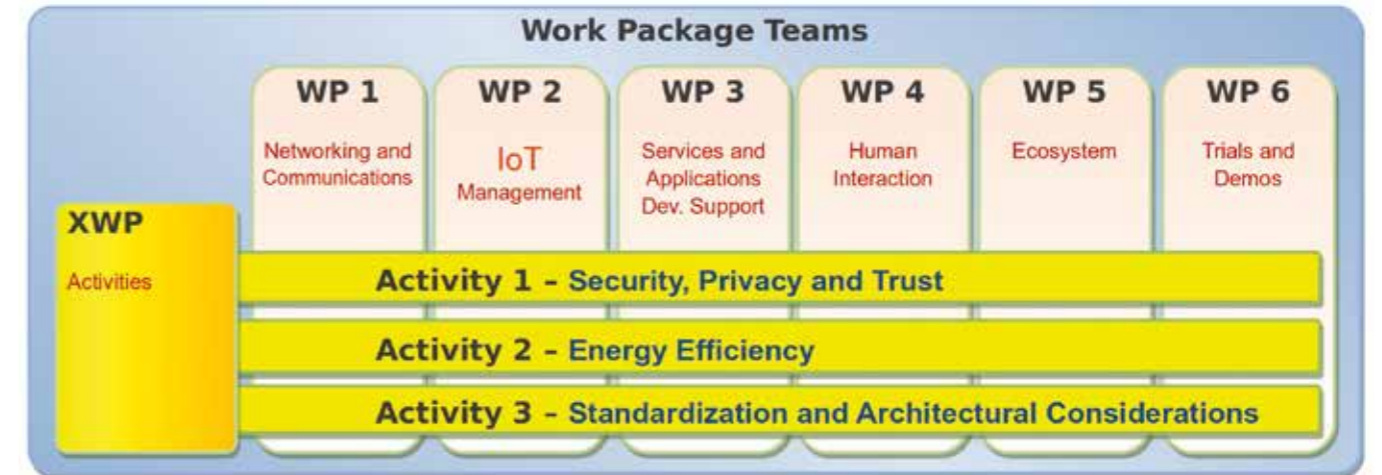 Work Package Teams
WP 1
Networking and
Communications
WP 2
IoT
Management
WP 3
Services and
Applications
Dev. Support
WP 4
Human
Interaction
WP 5
Ecosystem
WP 6
Trials and
Demos
XWP
Activities
Activity 1 – Security, Privacy and Trust
Activity 2 – Energy Efficiency
Activity 3 – Standardization and Architectural Considerations